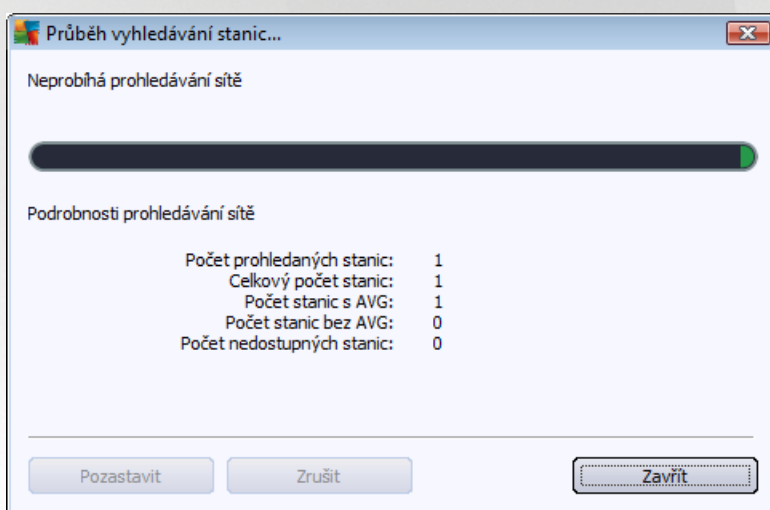 Průběh vyhledávání stanic...
Neprobíhá prohledávání sítě
Podrobnosti prohledávání sítě
Počet prohledaných stanic: 1
Celkový počet stanic: 1
Počet stanic s AVG: 1
Počet stanic bez AVG: 0
Počet nedostupných stanic: 0
Pozastavit Zrušit Zavřít